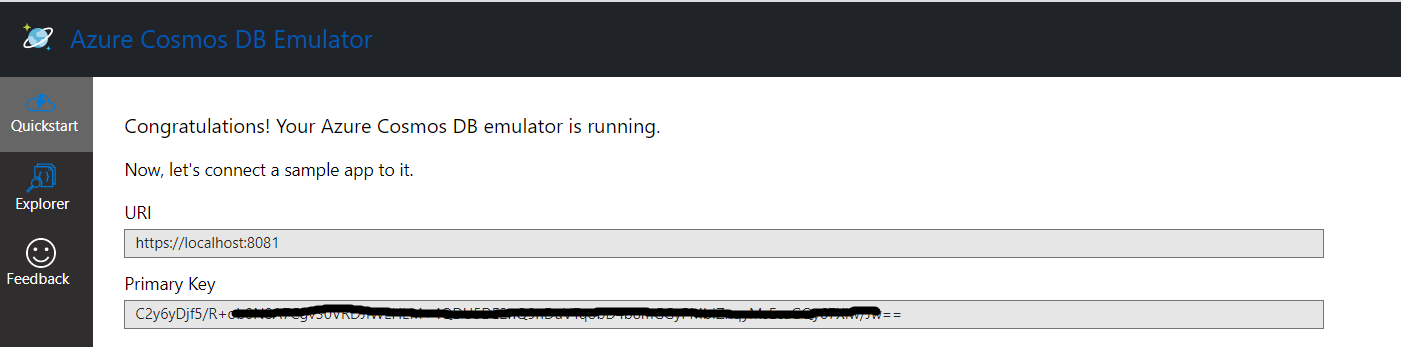 Azure Cosmos DB Emulator
Quickstart
Explorer
Feedback
Congratulations! Your Azure Cosmos DB emulator is running.
Now, let's connect a sample app to it.
URI
https://localhost:8081
Primary Key
C2y6yDjf5/R+ ==